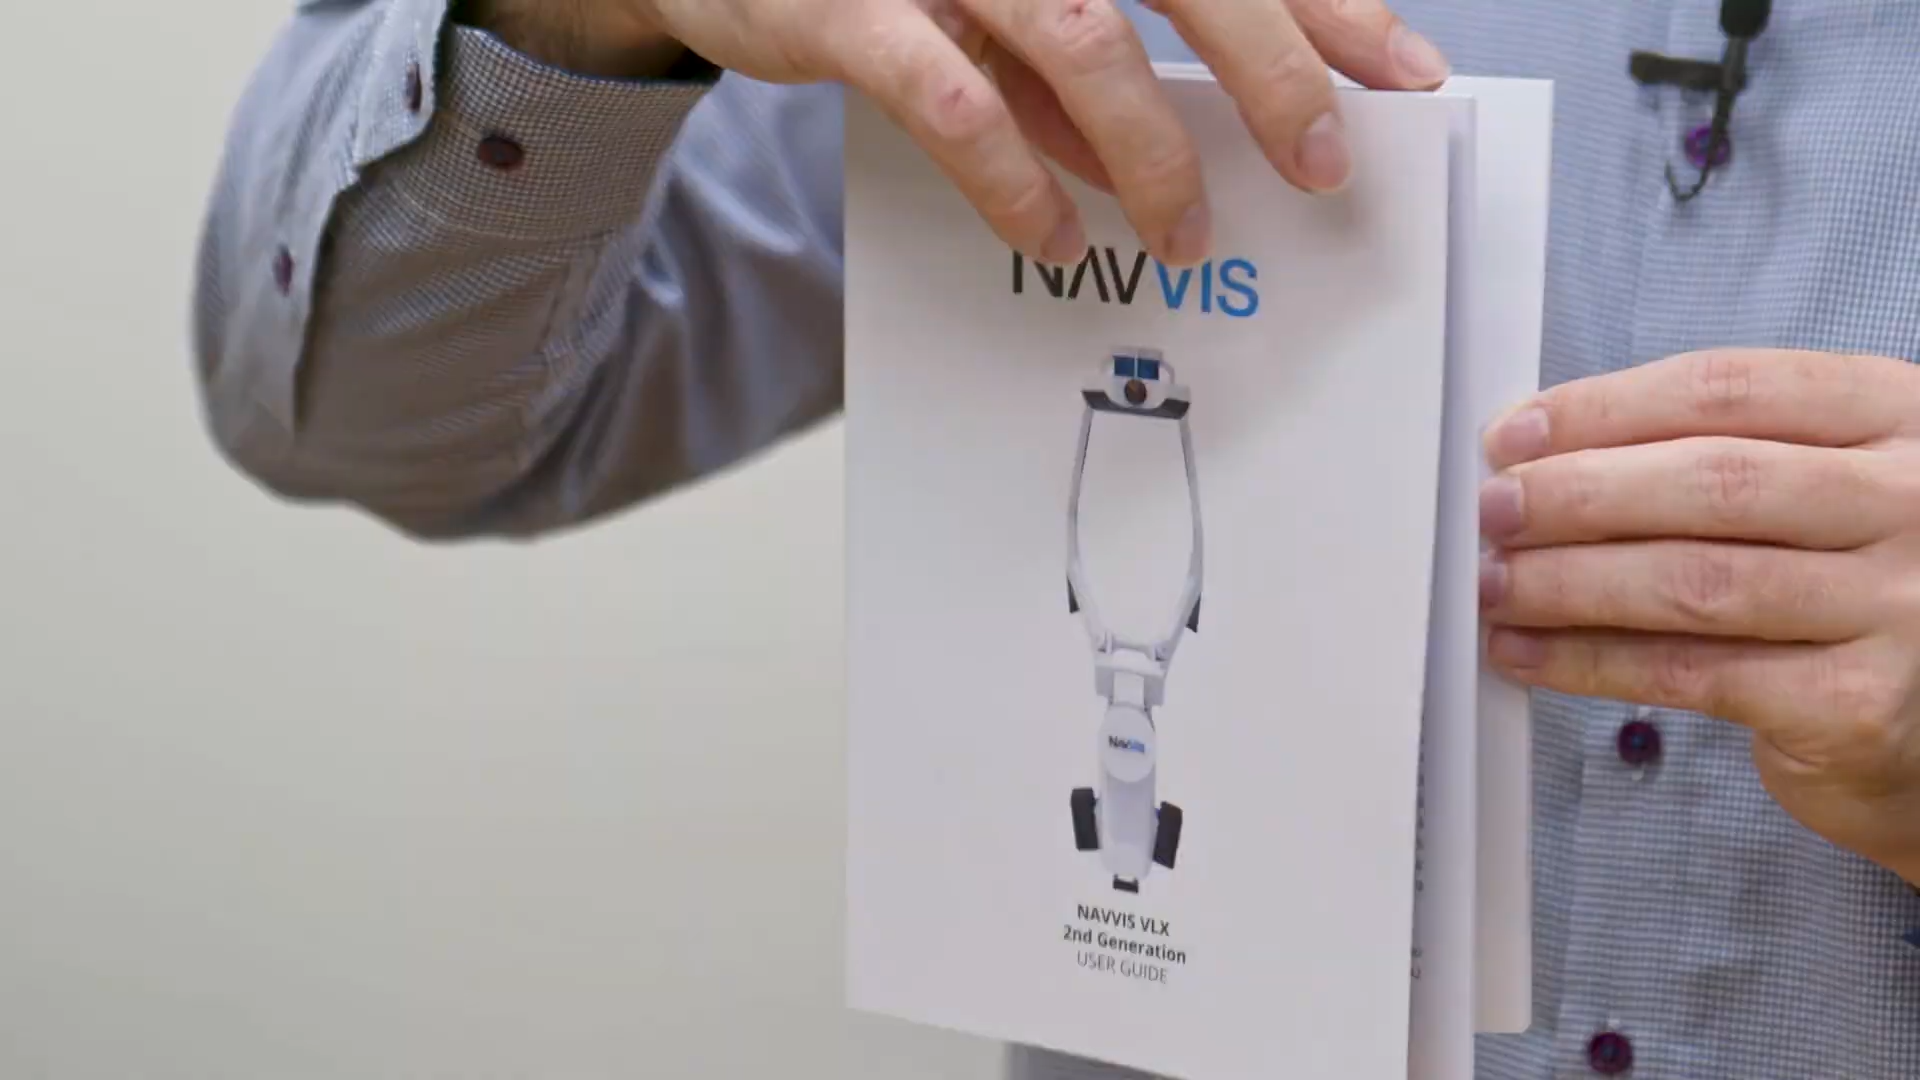 NAVVIS
NAVVIS
NAVVIS VLX
2nd Generation
USER GUIDE